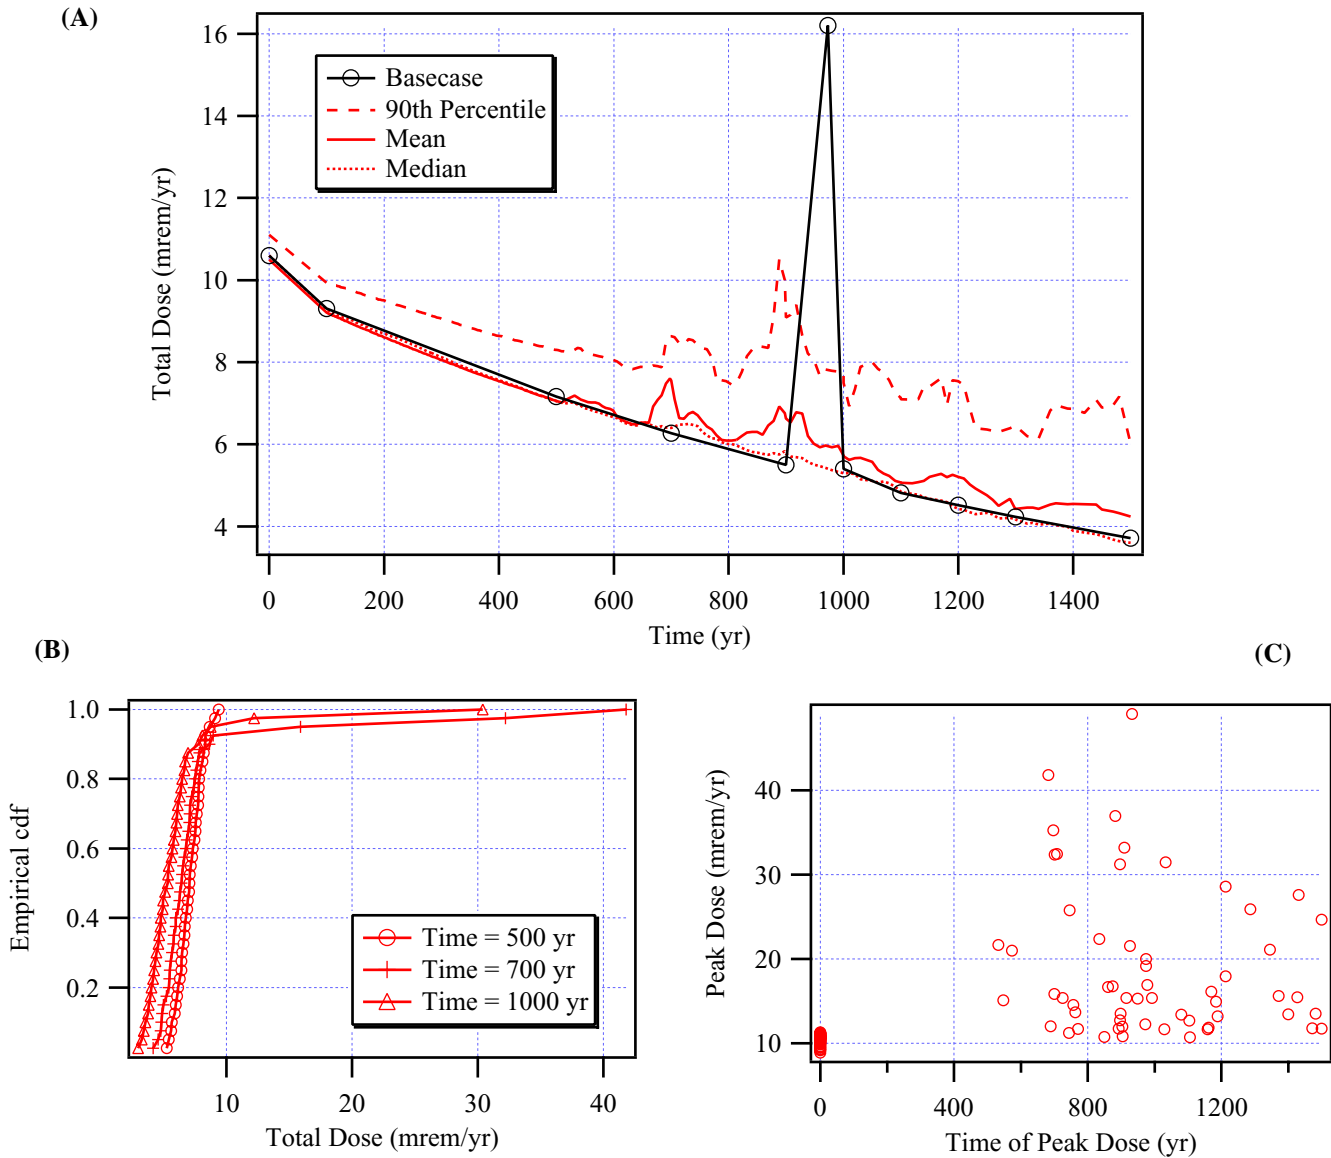 (A)
16
14
12
10
8
6
4
Total Dose (mrem/yr)
Basecase
90th Percentile
Mean
Median
0 200 400 600 800 1000 1200 1400
Time (yr)
(B)
1.0
0.8
0.6
0.4
0.2
Empirical cdf
Time = 500 yr
Time = 700 yr
Time = 1000 yr
10 20 30 40
Total Dose (mrem/yr)
(C)
40
30
20
10
Peak Dose (mrem/yr)
0 400 800 1200
Time of Peak Dose (yr)